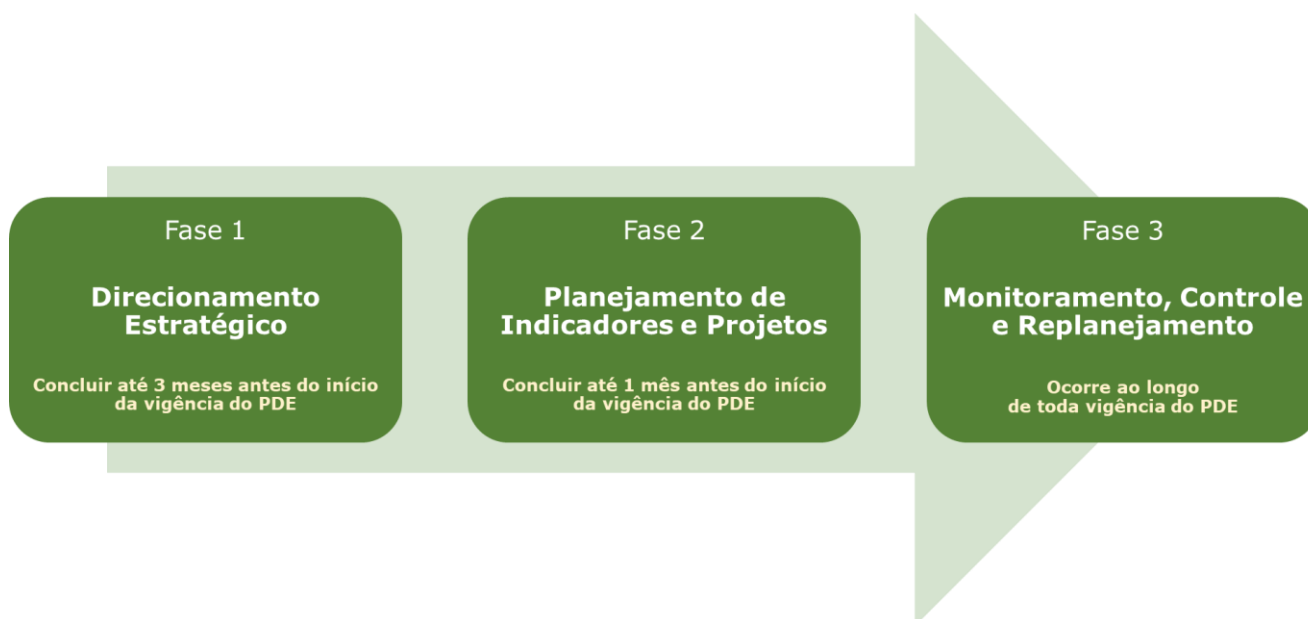 Fase 1
Direcionamento
Estratégico
Concluir até 3 meses antes do início
da vigência do PDE
Fase 2
Planejamento de
Indicadores e Projetos
Concluir até 1 mês antes do início
da vigência do PDE
Fase 3
Monitoramento, Controle
e Replanejamento
Ocorre ao longo
de toda vigência do PDE